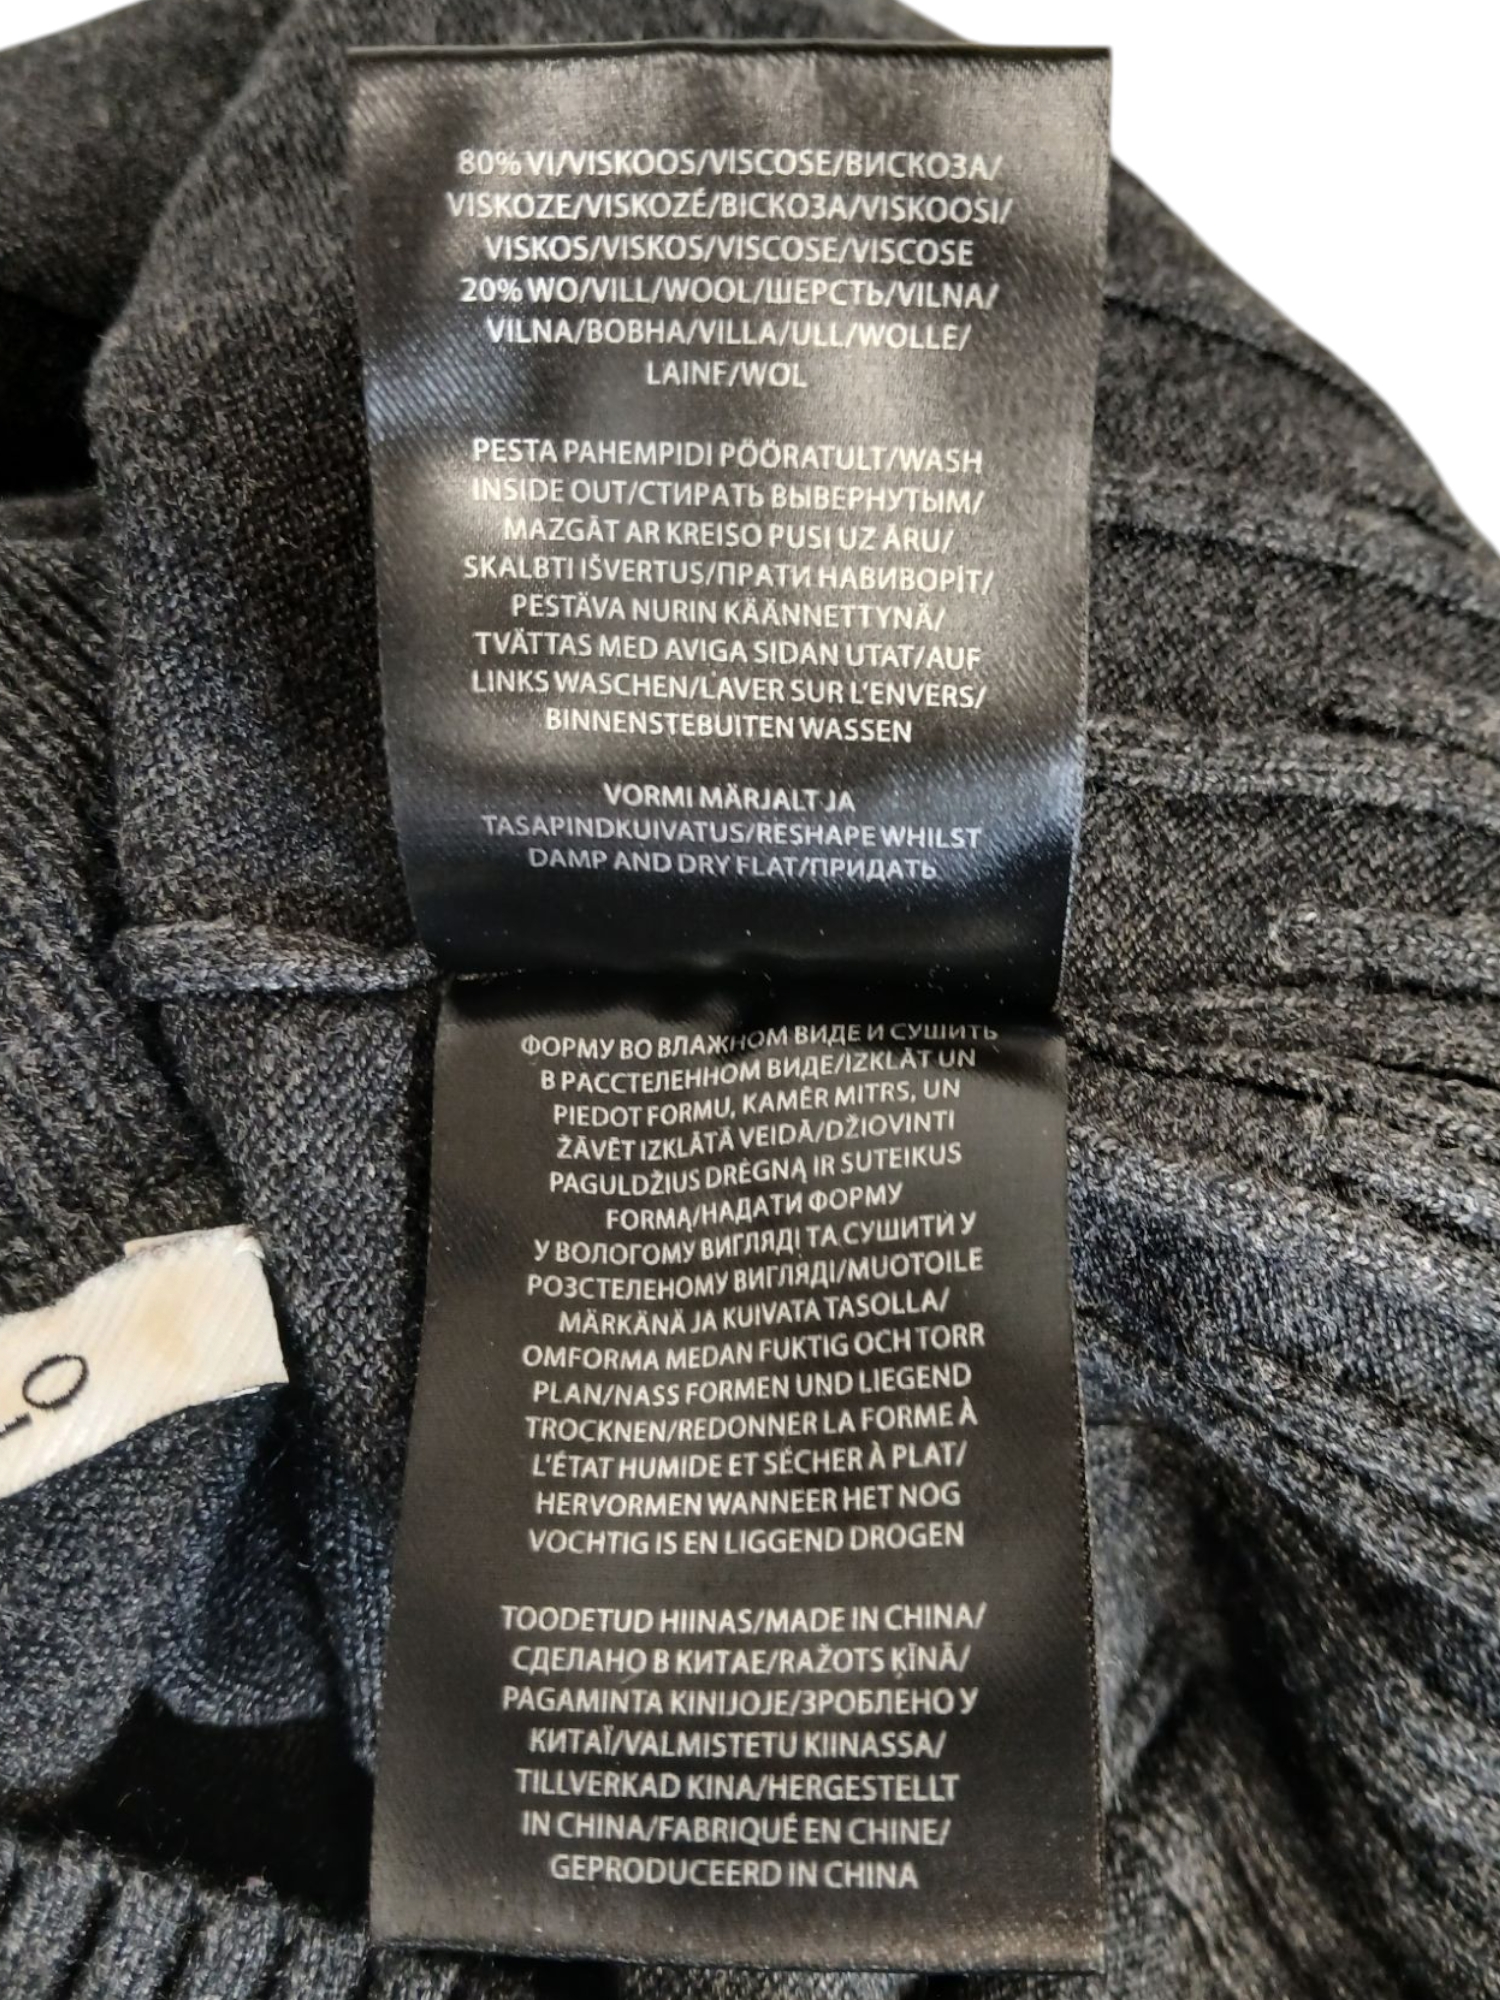 80% VI/VISKOOS/VISCOSE/ВИСКОЗА/
VISKOZE/VISKOZĖ/ВІСКОЗА/VISKOOSI/
VISKOS/VISKOS/VISCOSE/VISCOSE
20% WO/VILL/WOOL/ШЕРСТЬ/VILNA/
VILNA/ВОВНА/VILLA/ULL/WOLLE/
LAINE/WOL
PESTA PAHEMPIDI PÖÖRATULT/WASH
INSIDE OUT/СТИРАТЬ ВЫВЕРНУТЫМ/
MAZGĀT AR KREISO PUSI UZ ĀRU/
SKALBTI IŠVERTUS/ПРАТИ НАВИВОРІТ/
PESTÄVÄ NURIN KÄÄNNETTYNÄ/
TVÄTTAS MED AVIGA SIDAN UTAT/AUF
LINKS WASCHEN/LAVER SUR L'ENVERS/
BINNENSTEBUITEN WASSEN
VORMI MÄRJALT JA
TASAPINDKUIVATUS/RESHAPE WHILST
DAMP AND DRY FLAT/ПРИДАТЬ
ФОРМУ ВО ВЛАЖНОМ ВИДЕ И СУШИТЬ
В РАССТЕЛЕННОМ ВИДЕ/IZKLĀT UN
PIEDOT FORMU, KAMĒR MITRS, UN
ŽĀVĒT IZKLĀTĀ VEIDĀ/DŽIOVINTI
PAGULDŽIUS DRĖGNĄ IR SUTEIKUS
FORMĄ/НАДАТИ ФОРМУ
У ВОЛОГОМУ ВИГЛЯДІ ТА СУШИТИ У
РОЗСТЕЛЕНОМУ ВИГЛЯДІ/MUOTOILE
MÄRKÄNÄ JA KUIVATA TASOLLA/
OMFORMA MEDAN FUKTIG OCH TORR
PLAN/NASS FORMEN UND LIEGEND
TROCKNEN/REDONNER LA FORME À
L'ÉTAT HUMIDE ET SÉCHER À PLAT/
HERVORMEN WANNEER HET NOG
VOCHTIG IS EN LIGGEND DROGEN
TOODETUD HIINAS/MADE IN CHINA/
СДЕЛАНО В КИТАЕ/RAŽOTS ĶĪNĀ/
PAGAMINTA KINIJOJE/ЗРОБЛЕНО У
КИТАЇ/VALMISTETU KIINASSA/
TILLVERKAD KINA/HERGESTELLT
IN CHINA/FABRIQUÉ EN CHINE/
GEPRODUCEERD IN CHINA